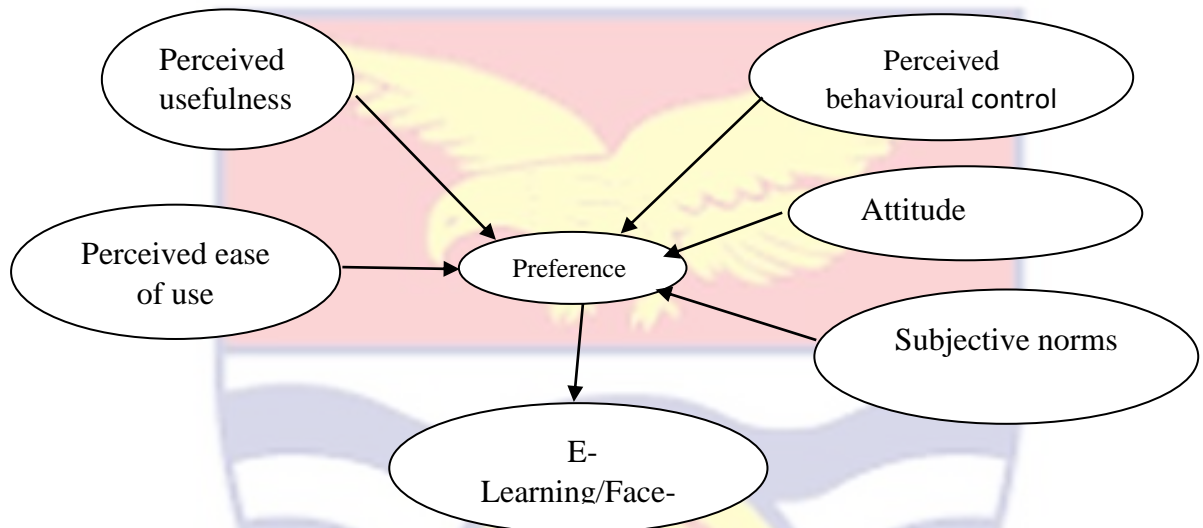 Perceived
usefulness
Perceived
behavioural control
Attitude
Perceived ease
of use
Preference
Subjective norms
E-
Learning/Face-